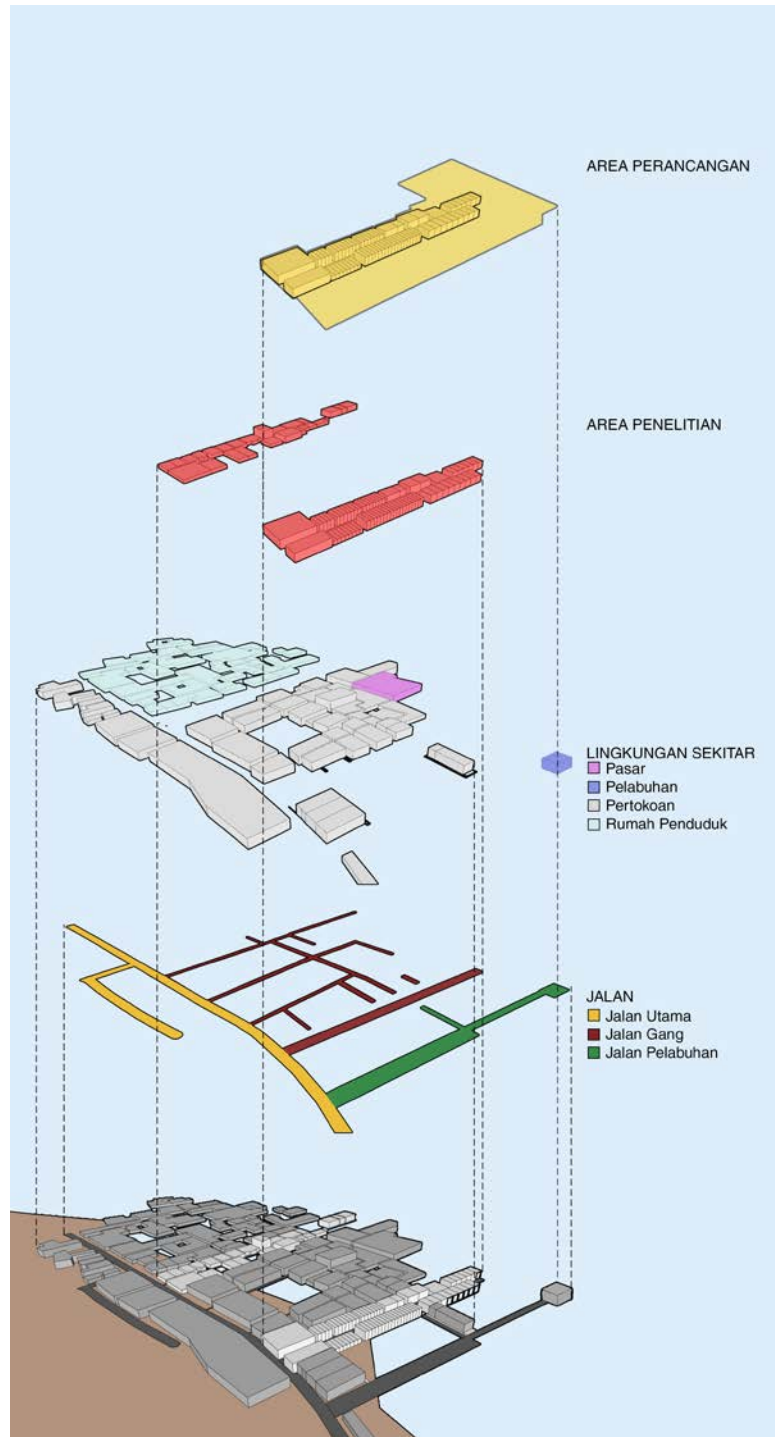 AREA PERANCANGAN
AREA PENELITIAN
LINGKUNGAN SEKITAR
Pasar
Pelabuhan
Pertokoan
Rumah Penduduk
JALAN
Jalan Utama
Jalan Gang
Jalan Pelabuhan